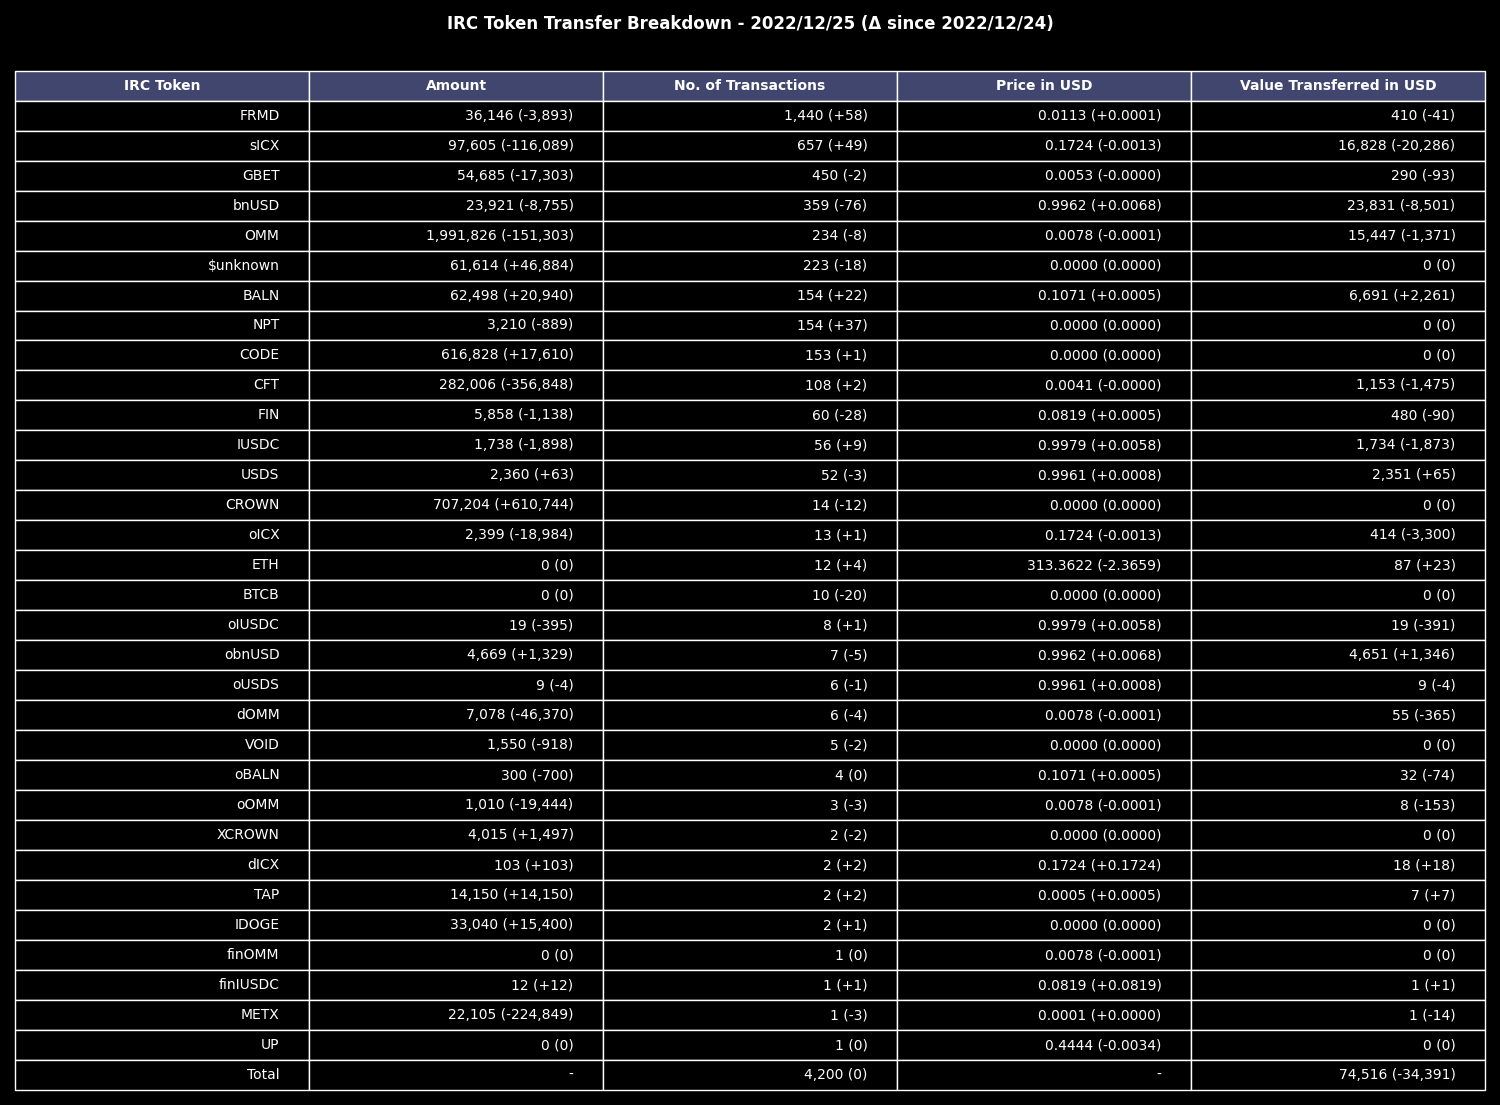 IRC Token Transfer Breakdown - 2022/12/25 (Δ since 2022/12/24)
IRC Token Amount No. of Transactions Price in USD Value Transferred in USD
FRMD 36,146 (-3,893) 1,440 (+58) 0.0113 (+0.0001) 410 (-41)
sICX 97,605 (-116,089) 657 (+49) 0.1724 (-0.0013) 16,828 (-20,286)
GBET 54,685 (-17,303) 450 (-2) 0.0053 (-0.0000) 290 (-93)
bnUSD 23,921 (-8,755) 359 (-76) 0.9962 (+0.0068) 23,831 (-8,501)
OMM 1,991,826 (-151,303) 234 (-8) 0.0078 (-0.0001) 15,447 (-1,371)
$unknown 61,614 (+46,884) 223 (-18) 0.0000 (0.0000) 0 (0)
BALN 62,498 (+20,940) 154 (+22) 0.1071 (+0.0005) 6,691 (+2,261)
NPT 3,210 (-889) 154 (+37) 0.0000 (0.0000) 0 (0)
CODE 616,828 (+17,610) 153 (+1) 0.0000 (0.0000) 0 (0)
CFT 282,006 (-356,848) 108 (+2) 0.0041 (-0.0000) 1,153 (-1,475)
FIN 5,858 (-1,138) 60 (-28) 0.0819 (+0.0005) 480 (-90)
IUSDC 1,738 (-1,898) 56 (+9) 0.9979 (+0.0058) 1,734 (-1,873)
USDS 2,360 (+63) 52 (-3) 0.9961 (+0.0008) 2,351 (+65)
CROWN 707,204 (+610,744) 14 (-12) 0.0000 (0.0000) 0 (0)
oICX 2,399 (-18,984) 13 (+1) 0.1724 (-0.0013) 414 (-3,300)
ETH 0 (0) 12 (+4) 313.3622 (-2.3659) 87 (+23)
BTCB 0 (0) 10 (-20) 0.0000 (0.0000) 0 (0)
oIUSDC 19 (-395) 8 (+1) 0.9979 (+0.0058) 19 (-391)
obnUSD 4,669 (+1,329) 7 (-5) 0.9962 (+0.0068) 4,651 (+1,346)
oUSDS 9 (-4) 6 (-1) 0.9961 (+0.0008) 9 (-4)
dOMM 7,078 (-46,370) 6 (-4) 0.0078 (-0.0001) 55 (-365)
VOID 1,550 (-918) 5 (-2) 0.0000 (0.0000) 0 (0)
oBALN 300 (-700) 4 (0) 0.1071 (+0.0005) 32 (-74)
oOMM 1,010 (-19,444) 3 (-3) 0.0078 (-0.0001) 8 (-153)
XCROWN 4,015 (+1,497) 2 (-2) 0.0000 (0.0000) 0 (0)
dICX 103 (+103) 2 (+2) 0.1724 (+0.1724) 18 (+18)
TAP 14,150 (+14,150) 2 (+2) 0.0005 (+0.0005) 7 (+7)
IDOGE 33,040 (+15,400) 2 (+1) 0.0000 (0.0000) 0 (0)
finOMM 0 (0) 1 (0) 0.0078 (-0.0001) 0 (0)
finIUSDC 12 (+12) 1 (+1) 0.0819 (+0.0819) 1 (+1)
METX 22,105 (-224,849) 1 (-3) 0.0001 (+0.0000) 1 (-14)
UP 0 (0) 1 (0) 0.4444 (-0.0034) 0 (0)
Total - 4,200 (0) - 74,516 (-34,391)